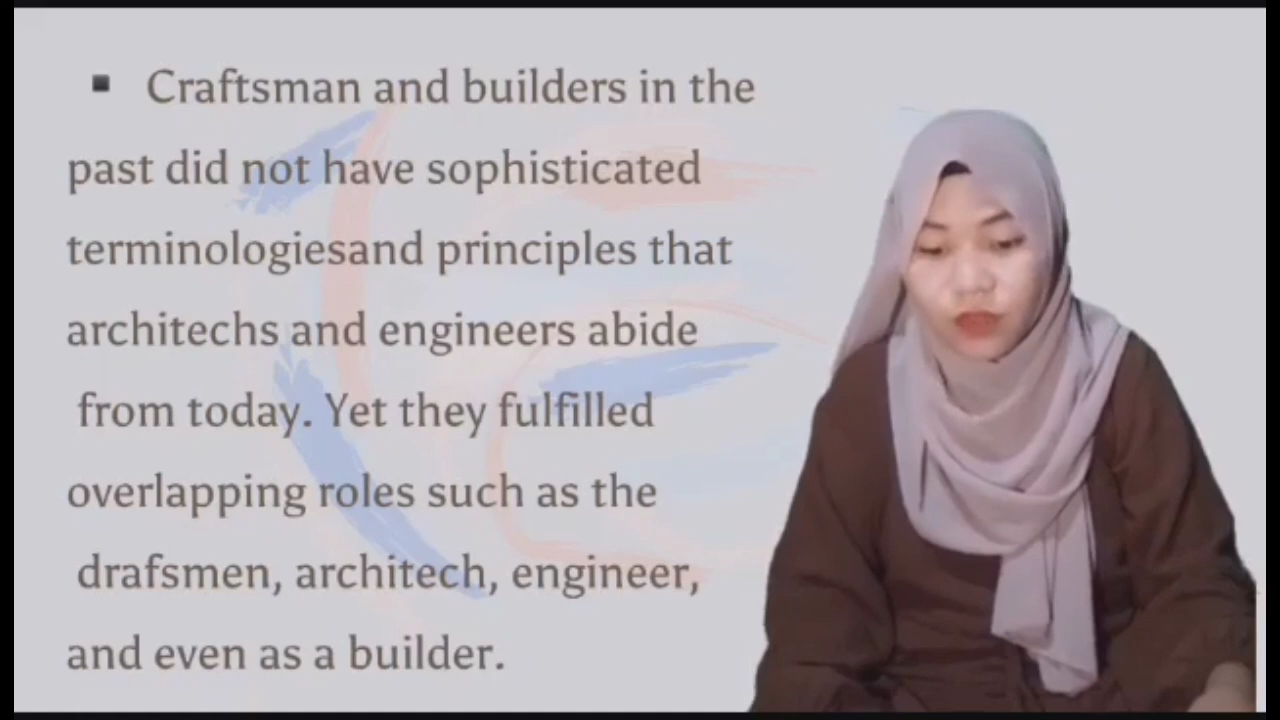 ▪ Craftsman and builders in the
past did not have sophisticated
terminologiesand principles that
architechs and engineers abide
from today. Yet they fulfilled
overlapping roles such as the
drafsmen, architech, engineer,
and even as a builder.